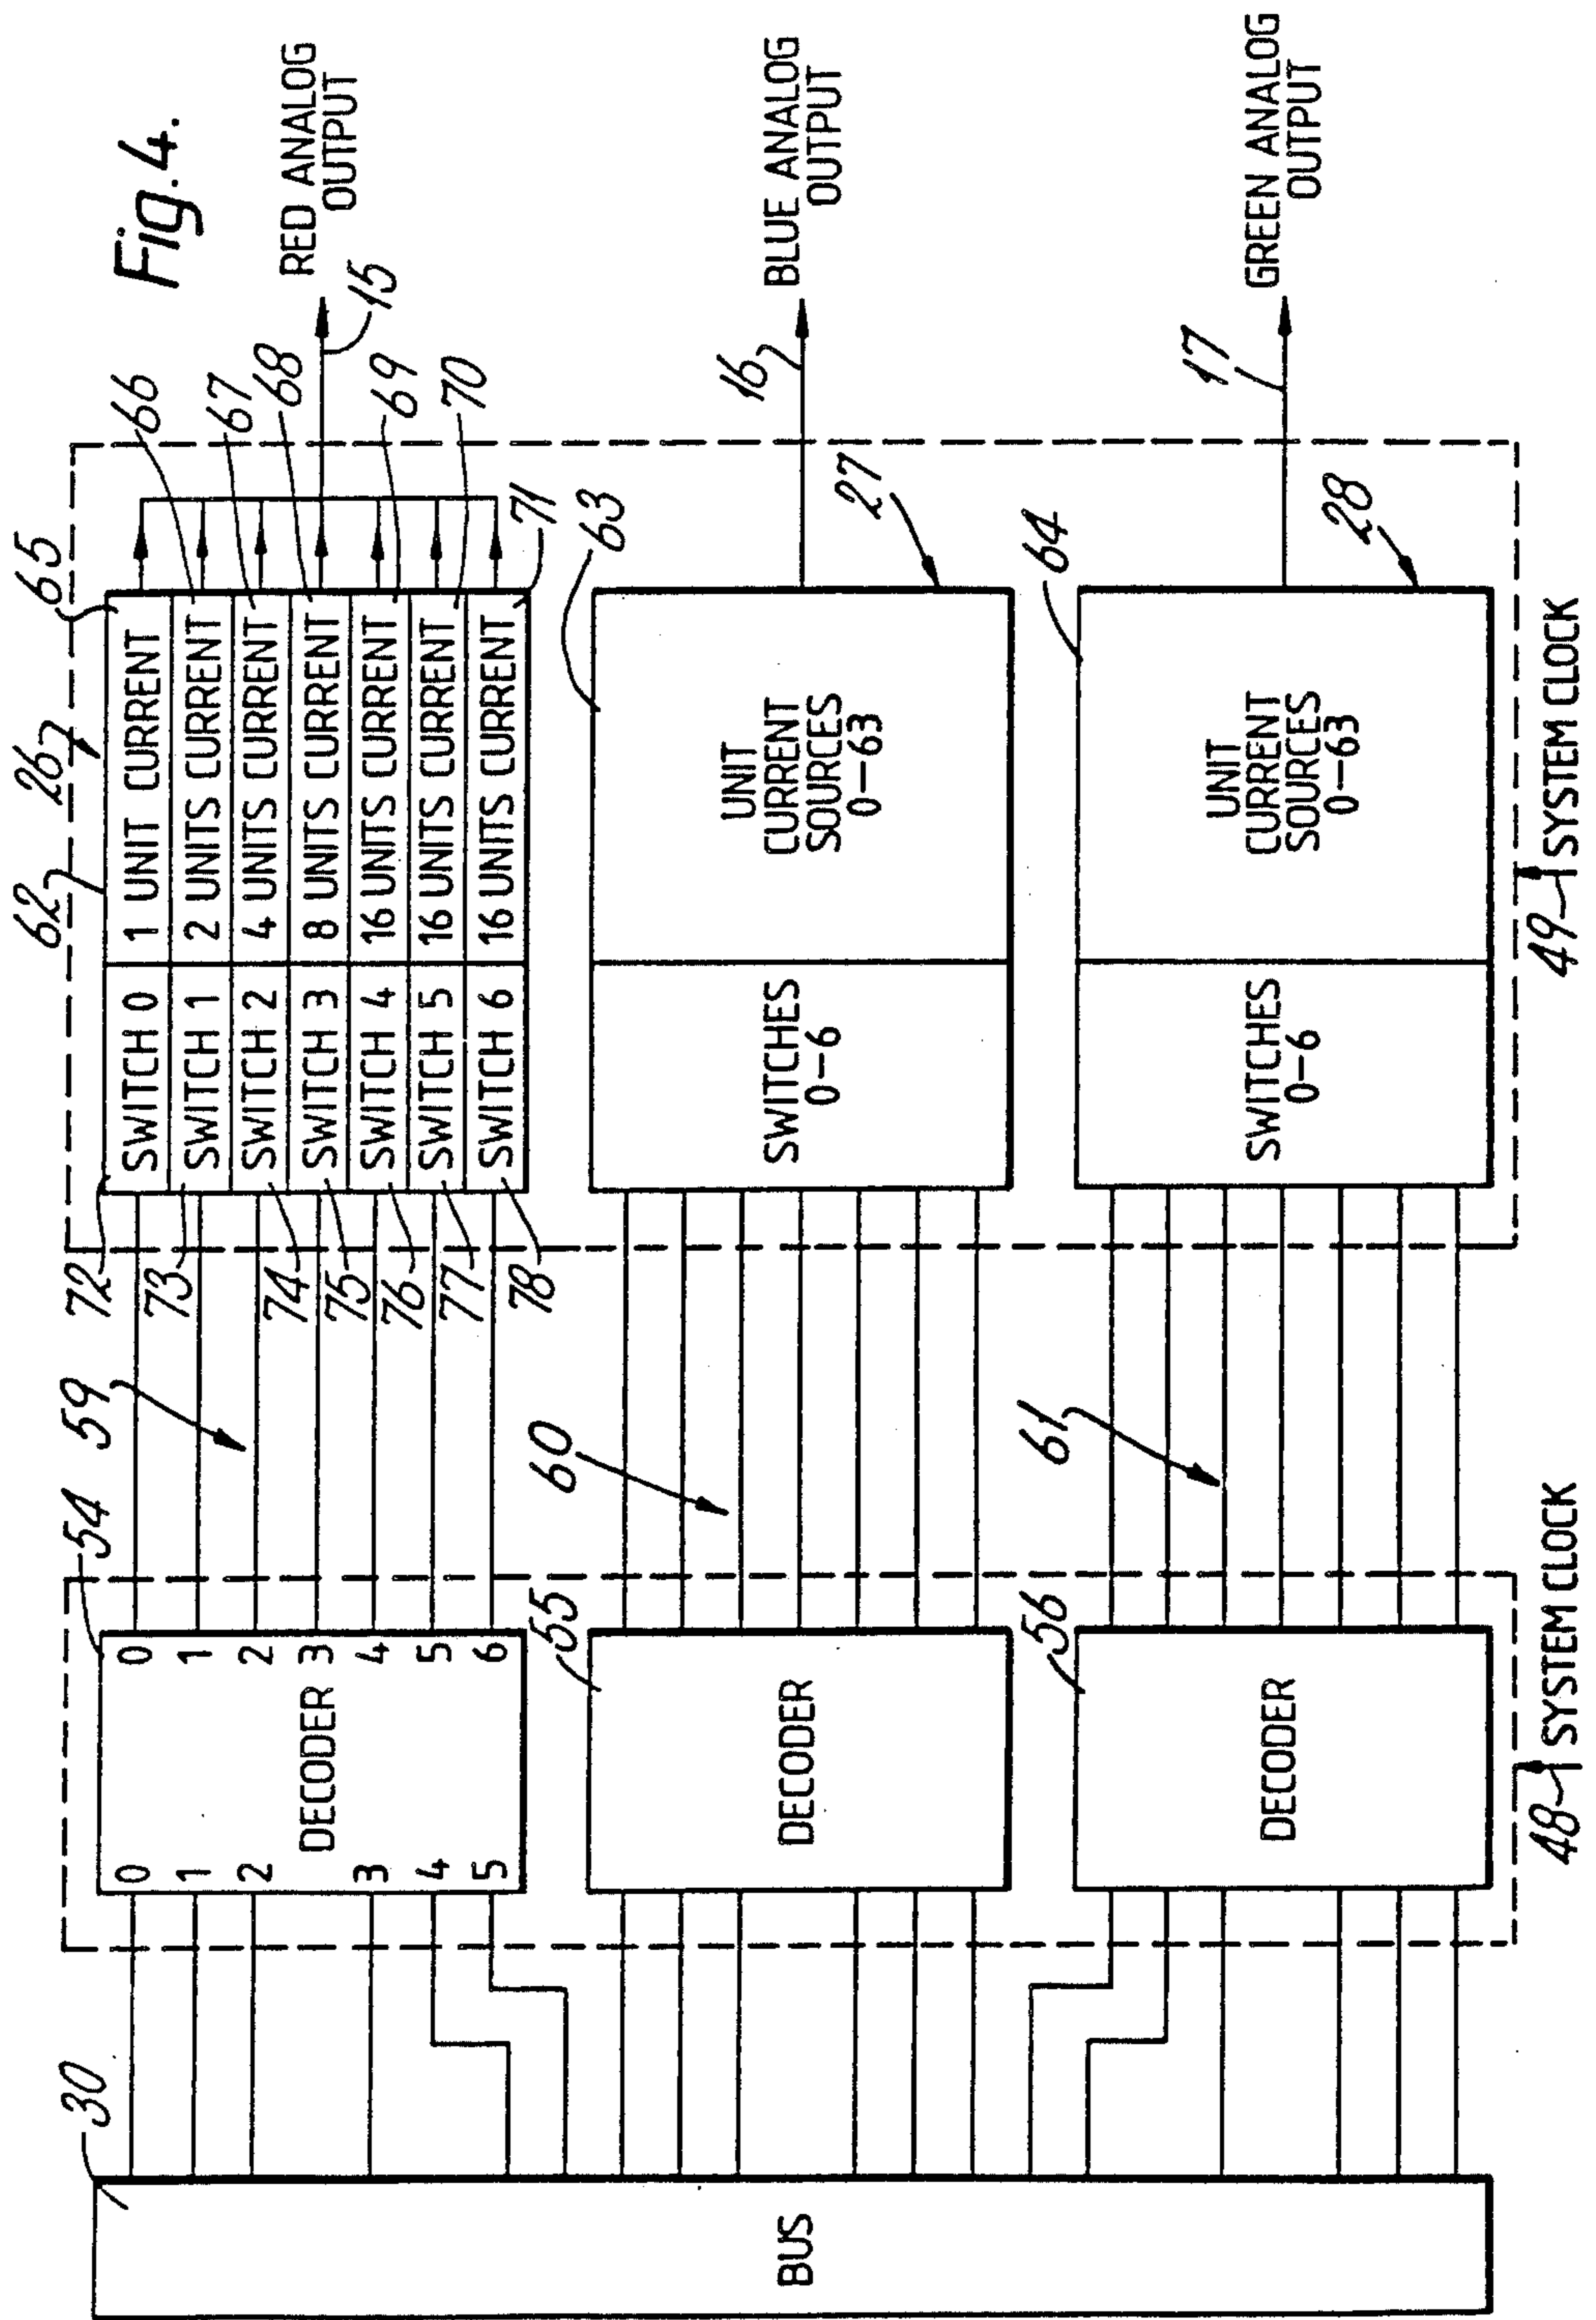 Fig. 4.
30
BUS
0
1
2
3
4
5
DECODER
0
1
2
3
4
5
6
54
59
DECODER
55
60
DECODER
56
61
48
SYSTEM CLOCK
72
73
74
75
76
77
78
SWITCH 0
SWITCH 1
SWITCH 2
SWITCH 3
SWITCH 4
SWITCH 5
SWITCH 6
1 UNIT CURRENT
2 UNITS CURRENT
4 UNITS CURRENT
8 UNITS CURRENT
16 UNITS CURRENT
16 UNITS CURRENT
16 UNITS CURRENT
62
26
65
66
67
68
69
70
71
15
RED ANALOG
OUTPUT
SWITCHES
0-6
UNIT
CURRENT
SOURCES
0-63
63
27
16
BLUE ANALOG
OUTPUT
SWITCHES
0-6
UNIT
CURRENT
SOURCES
0-63
64
28
17
GREEN ANALOG
OUTPUT
49
SYSTEM CLOCK